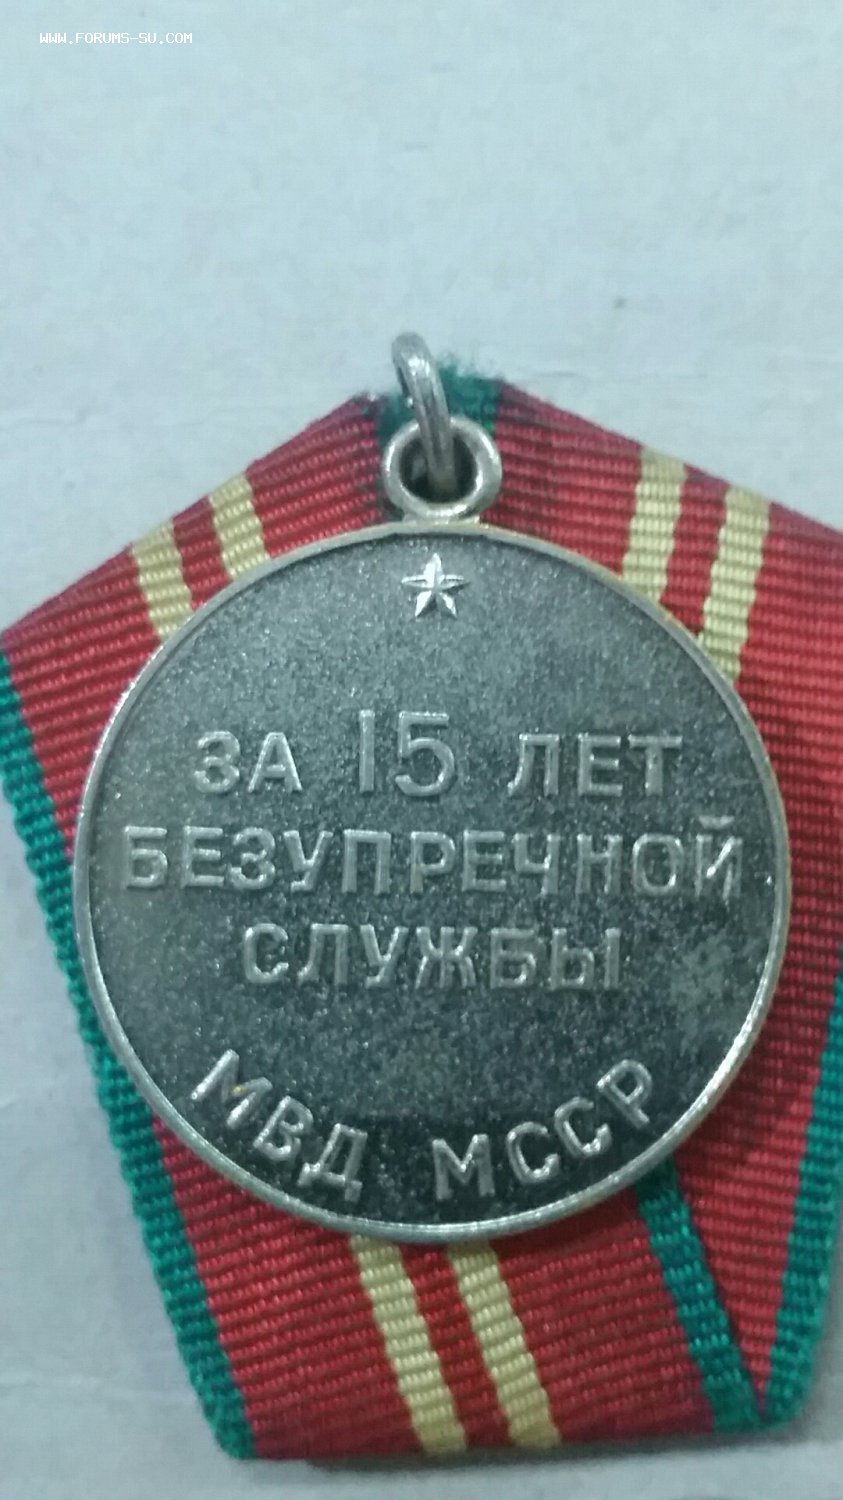 WWW.FORUMS-SU.COM
ЗА 15 ЛЕТ
БЕЗУПРЕЧНОЙ
СЛУЖБЫ
МВД МССР